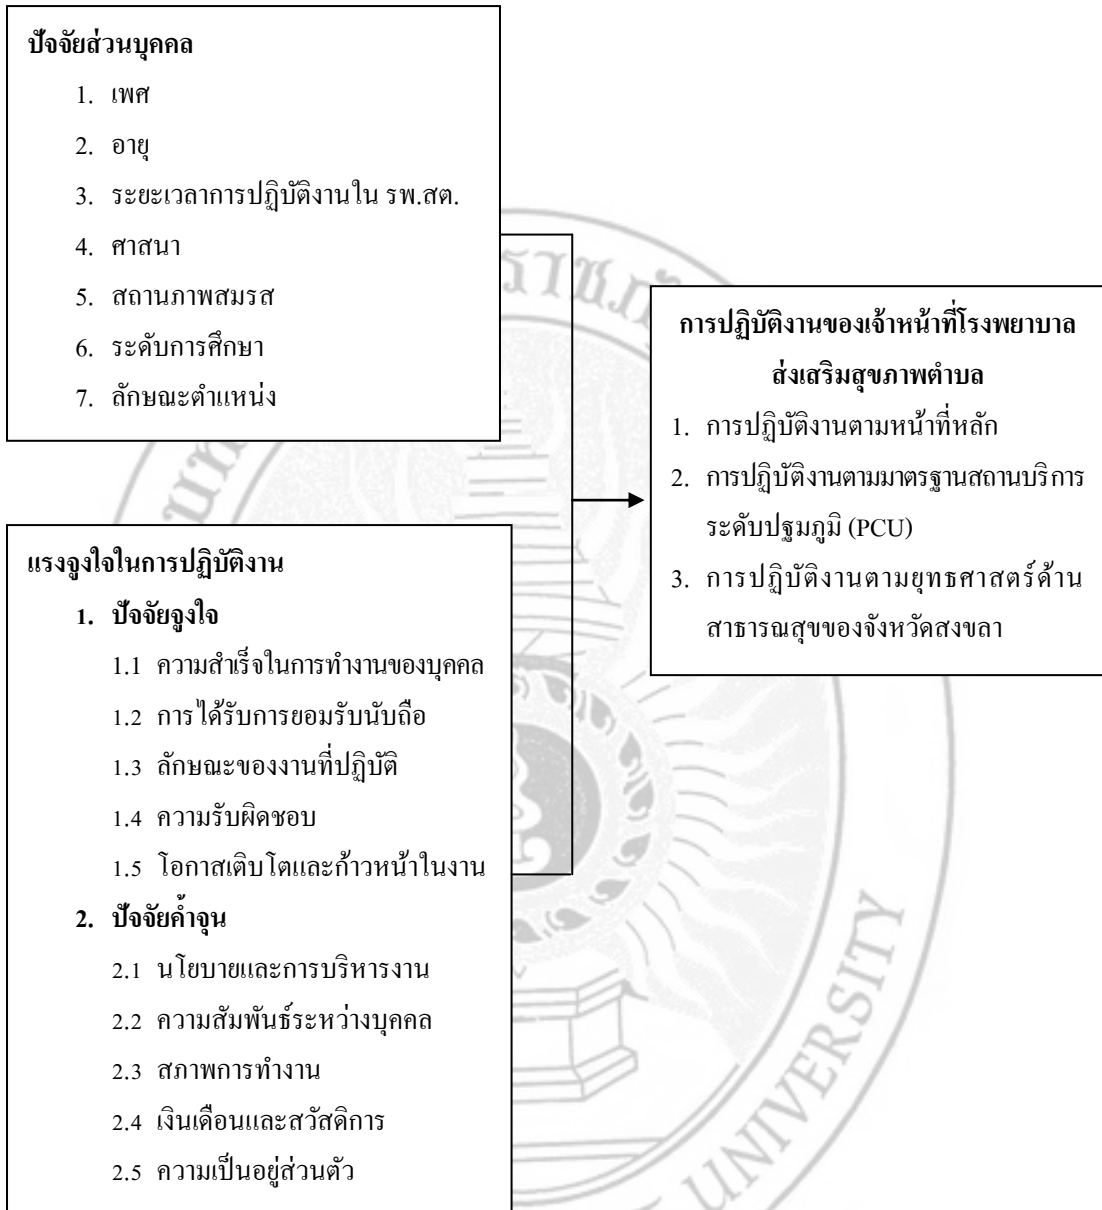 ปัจจัยส่วนบุคคล
1. เพศ
2. อายุ
3. ระยะเวลาการปฏิบัติงานใน รพ.สต.
4. ศาสนา
5. สถานภาพสมรส
6. ระดับการศึกษา
7. ลักษณะตำแหน่ง
แรงจูงใจในการปฏิบัติงาน
1. ปัจจัยจูงใจ
1.1 ความสำเร็จในการทำงานของบุคคล
1.2 การได้รับการยอมรับนับถือ
1.3 ลักษณะของงานที่ปฏิบัติ
1.4 ความรับผิดชอบ
1.5 โอกาสเติบโตและก้าวหน้าในงาน
2. ปัจจัยค้ำจุน
2.1 นโยบายและการบริหารงาน
2.2 ความสัมพันธ์ระหว่างบุคคล
2.3 สภาพการทำงาน
2.4 เงินเดือนและสวัสดิการ
2.5 ความเป็นอยู่ส่วนตัว
การปฏิบัติงานของเจ้าหน้าที่โรงพยาบาล
ส่งเสริมสุขภาพตำบล
1. การปฏิบัติงานตามหน้าที่หลัก
2. การปฏิบัติงานตามมาตรฐานสถานบริการ
ระดับปฐมภูมิ (PCU)
3. การปฏิบัติงานตามยุทธศาสตร์ด้าน
สาธารณสุขของจังหวัดสงขลา
ราชภั
UNIVERSITY